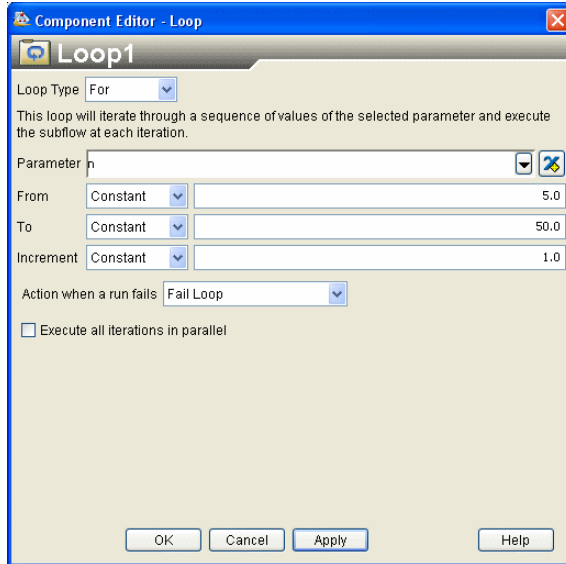 Component Editor - Loop
Loop1
Loop Type For
This loop will iterate through a sequence of values of the selected parameter and execute
the subflow at each iteration.
Parameter n
From Constant 5.0
To Constant 50.0
Increment Constant 1.0
Action when a run fails Fail Loop
Execute all iterations in parallel
OK Cancel Apply Help